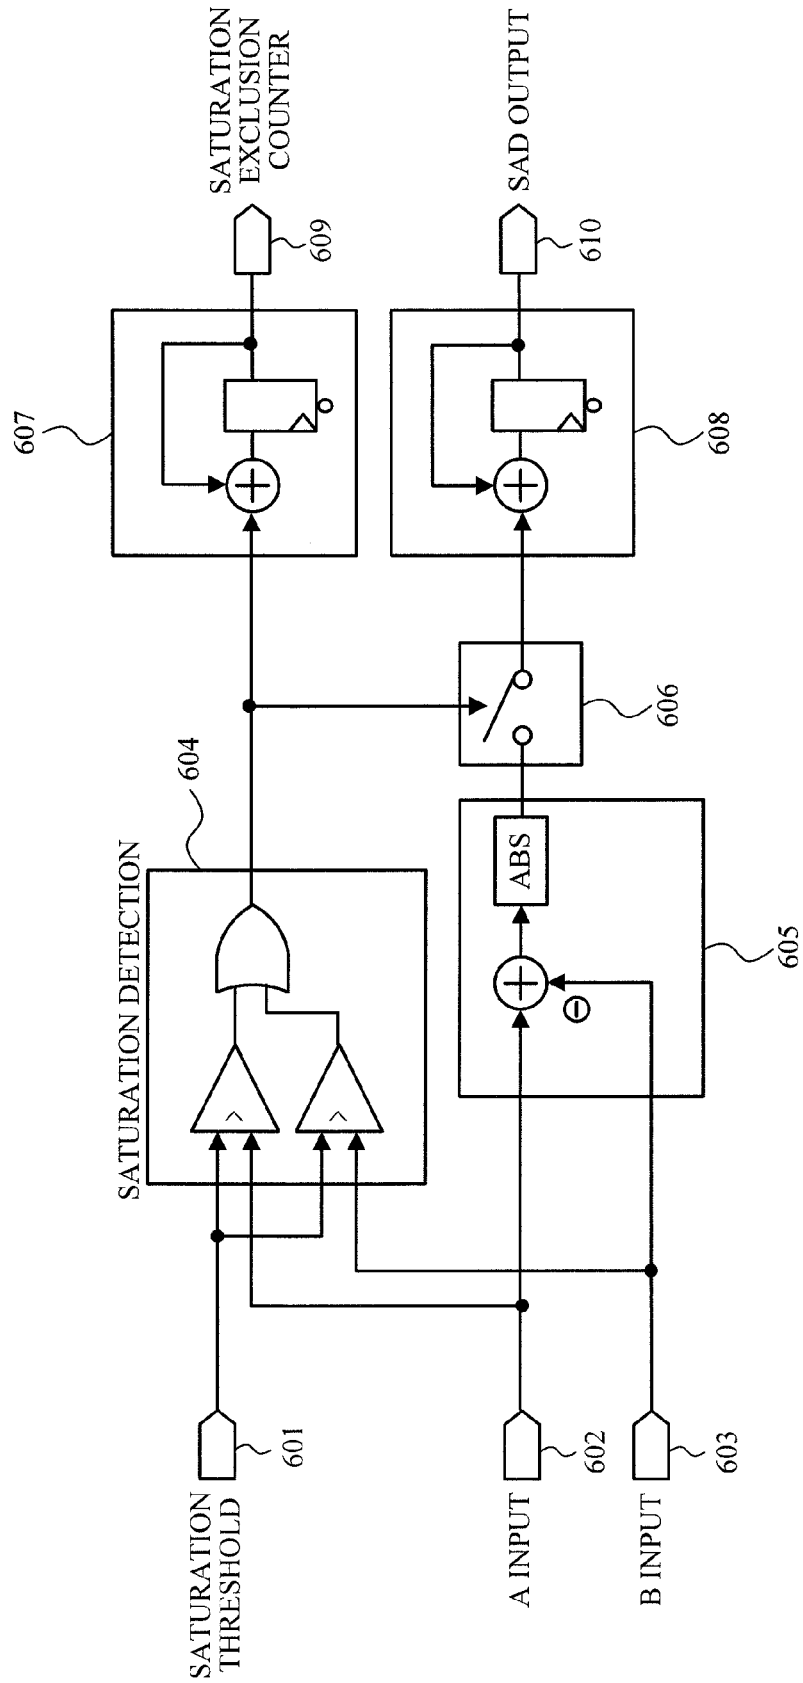 SATURATION
THRESHOLD
601
A INPUT
602
B INPUT
603
SATURATION DETECTION
604
<
<
+
−
ABS
605
606
607
+
608
+
SATURATION
EXCLUSION
COUNTER
609
SAD OUTPUT
610